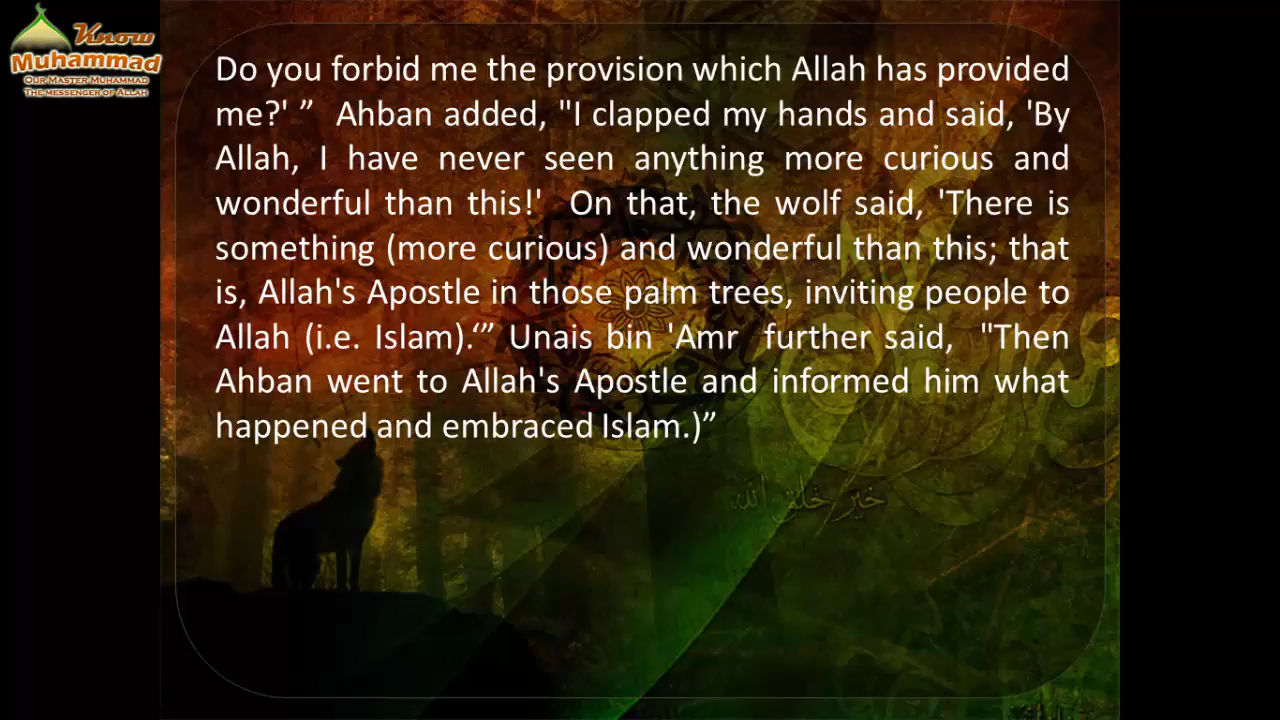 Know
Muhammad
OUR MASTER MUHAMMAD
THE MESSENGER OF ALLAH
Do you forbid me the provision which Allah has provided
me?' ” Ahban added, "I clapped my hands and said, 'By
Allah, I have never seen anything more curious and
wonderful than this!' On that, the wolf said, 'There is
something (more curious) and wonderful than this; that
is, Allah's Apostle in those palm trees, inviting people to
Allah (i.e. Islam).‘” Unais bin 'Amr further said, "Then
Ahban went to Allah's Apostle and informed him what
happened and embraced Islam.)”
خير خلق الله